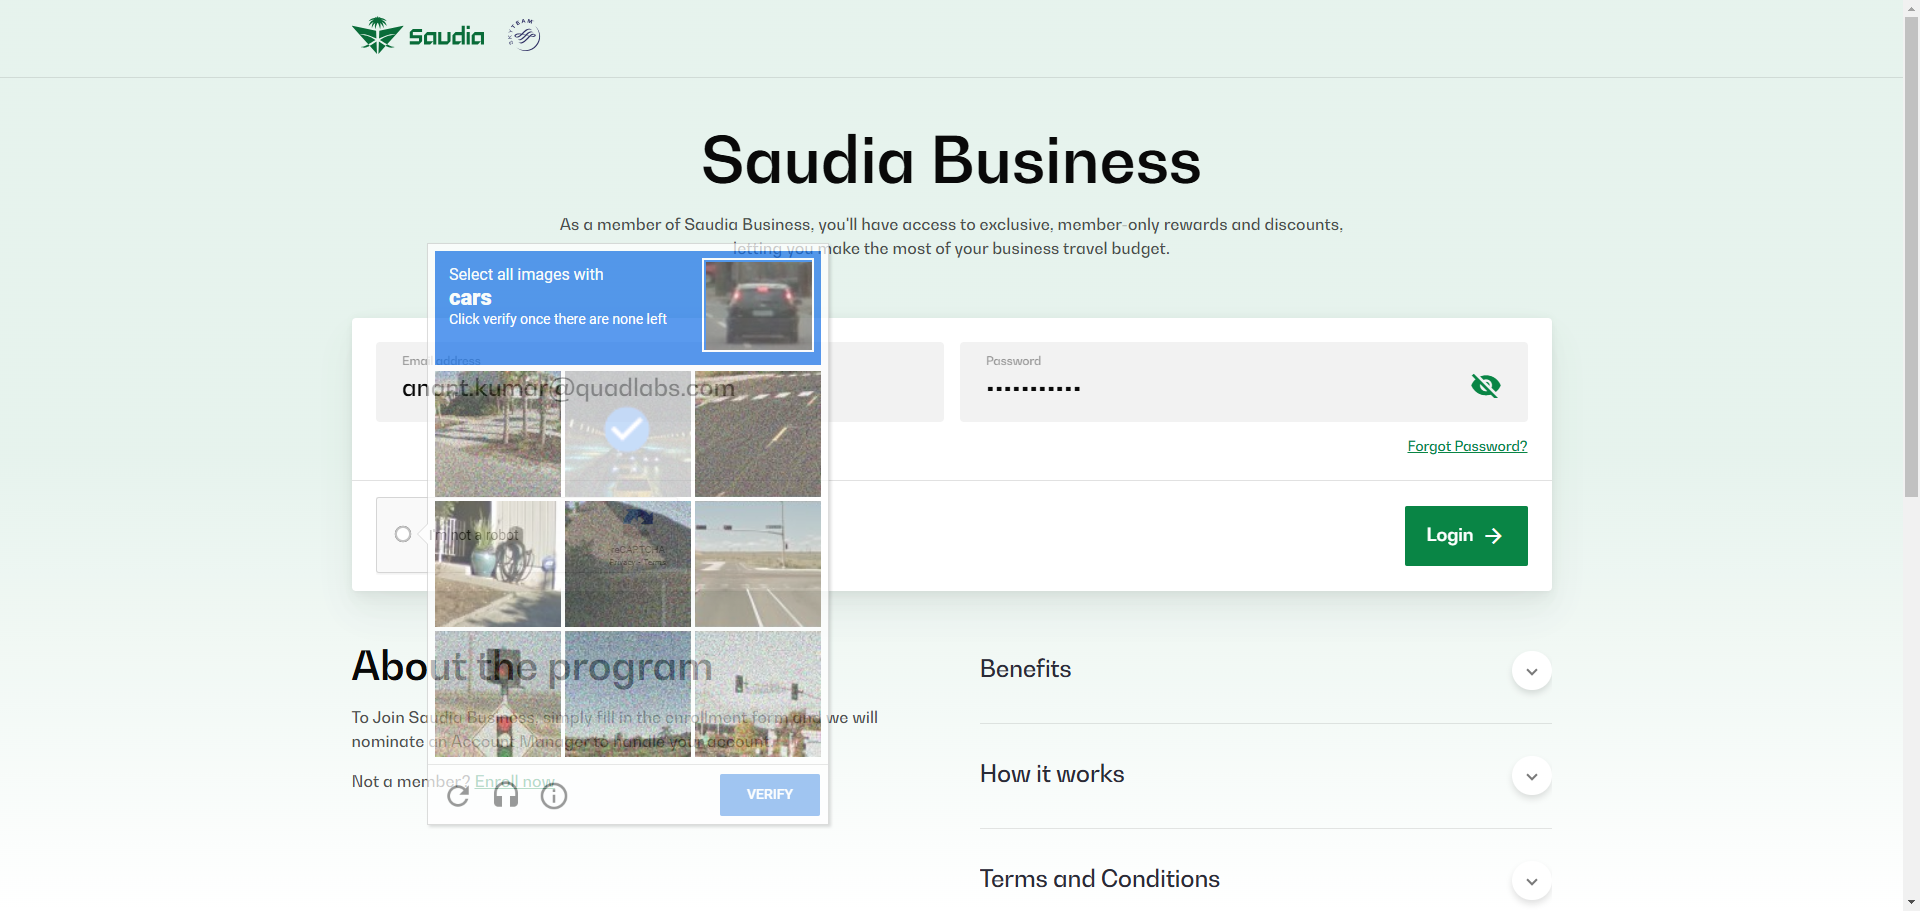 Saudia
SKYTEAM
Saudia Business
As a member of Saudia Business, you'll have access to exclusive, member-only rewards and discounts,
letting you make the most of your business travel budget.
Select all images with
cars
Click verify once there are none left
Email address
anant.kumar@quadlabs.com
Password
Forgot Password?
I'm not a robot
reCAPTCHA
Privacy - Terms
Login
About the program
To Join Saudia Business, simply fill in the enrollment form and we will
nominate an Account Manager to handle your account.
Not a member? Enroll now
VERIFY
Benefits
How it works
Terms and Conditions